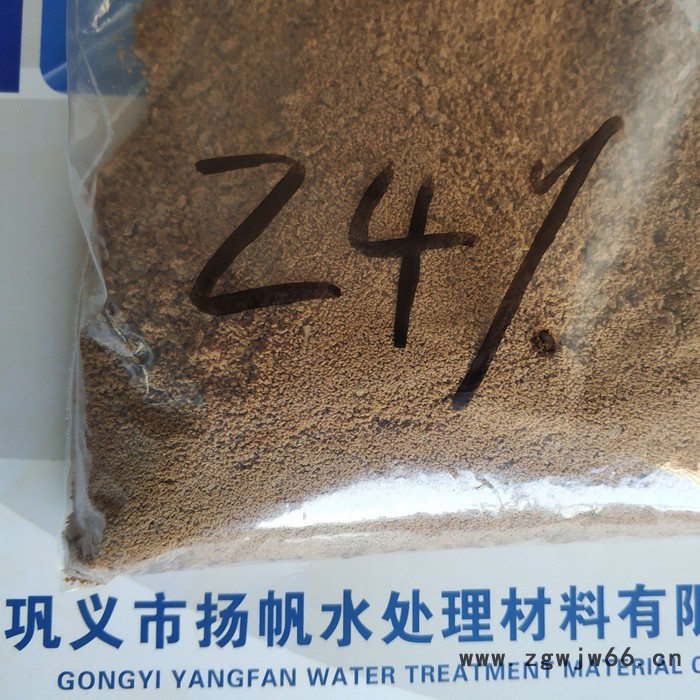 24%
巩义市扬帆水处理材料有限
GONGYI YANGFAN WATER TREATMENT MATERIAL C
www.zgwjw66.cn